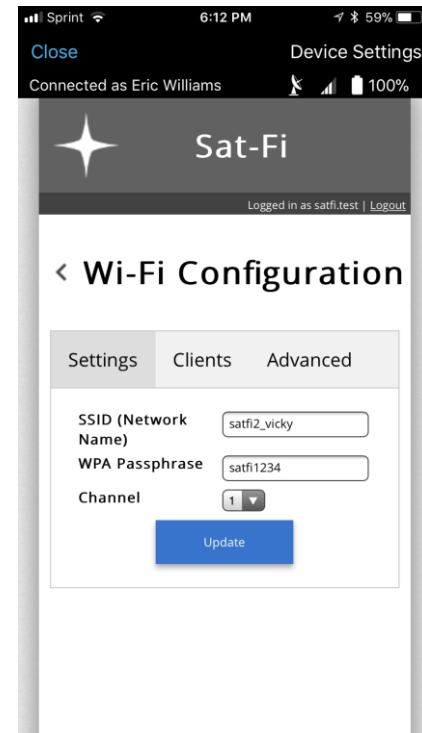 Sprint 6:12 PM 59%
Close Device Settings
Connected as Eric Williams 100%
Sat-Fi
Logged in as satfi.test | Logout
< Wi-Fi Configuration
Settings Clients Advanced
SSID (Network
Name) satfi2_vicky
WPA Passphrase satfi1234
Channel 1
Update